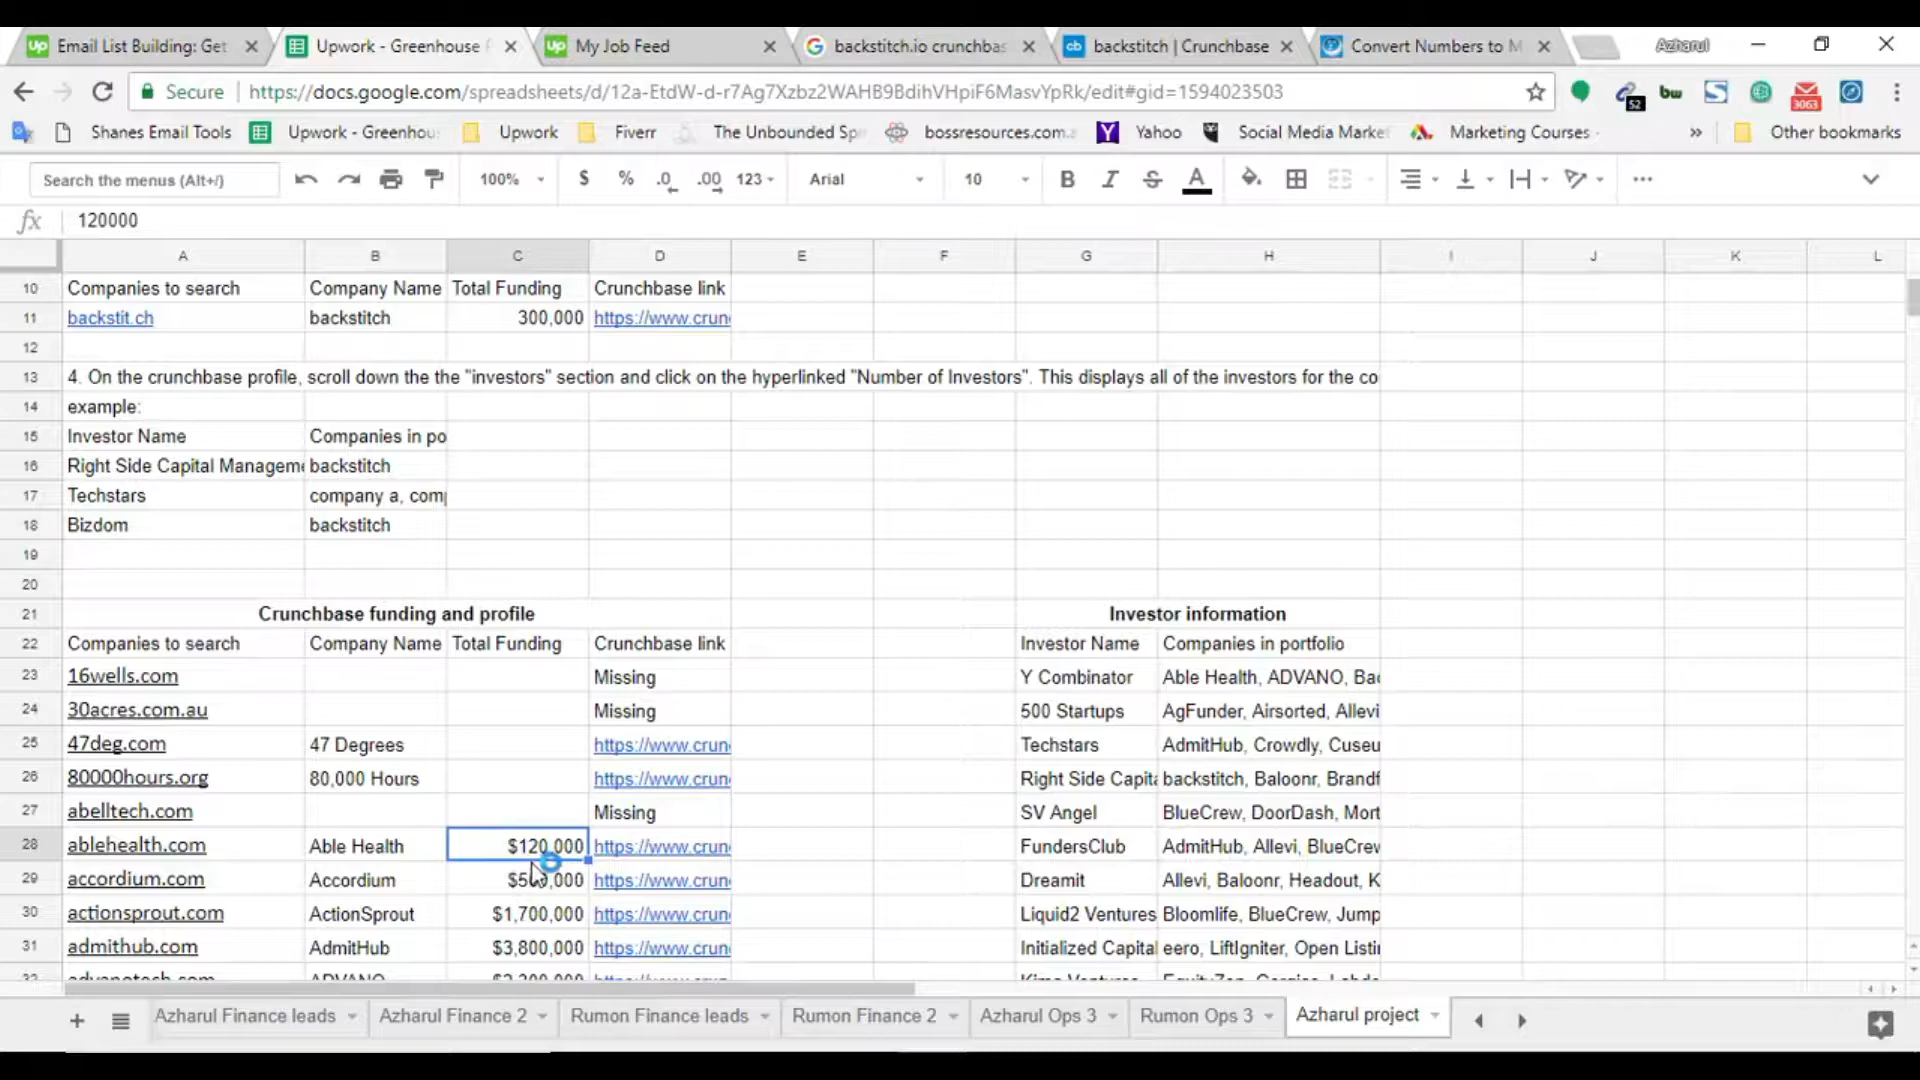 Email List Building: Get
Upwork - Greenhouse
My Job Feed
backstitch.io crunchbas
backstitch | Crunchbase
Convert Numbers to M
Azharul
Secure
https://docs.google.com/spreadsheets/d/12a-EtdW-d-r7Ag7Xzbz2WAHB9BdihVHpiF6MasvYpRk/edit#gid=1594023503
52
bw
3063
Shanes Email Tools
Upwork - Greenhou
Upwork
Fiverr
The Unbounded Sp
bossresources.com
Yahoo
Social Media Market
Marketing Courses
»
Other bookmarks
Search the menus (Alt+/)
100%
$
%
.0
.00
123
Arial
10
B
I
S
A
fx
120000
A B C D E F G H I J K L
10 Companies to search Company Name Total Funding Crunchbase link
11 backstit.ch backstitch 300,000 https://www.crun
12
13 4. On the crunchbase profile, scroll down the the "investors" section and click on the hyperlinked "Number of Investors". This displays all of the investors for the co
14 example:
15 Investor Name Companies in po
16 Right Side Capital Manageme backstitch
17 Techstars company a, comp
18 Bizdom backstitch
19
20
21 Crunchbase funding and profile Investor information
22 Companies to search Company Name Total Funding Crunchbase link Investor Name Companies in portfolio
23 16wells.com Missing Y Combinator Able Health, ADVANO, Bac
24 30acres.com.au Missing 500 Startups AgFunder, Airsorted, Allevi
25 47deg.com 47 Degrees https://www.crun Techstars AdmitHub, Crowdly, Cuseu
26 80000hours.org 80,000 Hours https://www.crun Right Side Capita backstitch, Baloonr, Brandf
27 abelltech.com Missing SV Angel BlueCrew, DoorDash, Mort
28 ablehealth.com Able Health $120,000 https://www.crun FundersClub AdmitHub, Allevi, BlueCrew
29 accordium.com Accordium https://www.crun Dreamit Allevi, Baloonr, Headout, K
30 actionsprout.com ActionSprout $1,700,000 https://www.crun Liquid2 Ventures Bloomlife, BlueCrew, Jump
31 admithub.com AdmitHub $3,800,000 https://www.crun Initialized Capital eero, LiftIgniter, Open Listin
Azharul Finance leads
Azharul Finance 2
Rumon Finance leads
Rumon Finance 2
Azharul Ops 3
Rumon Ops 3
Azharul project